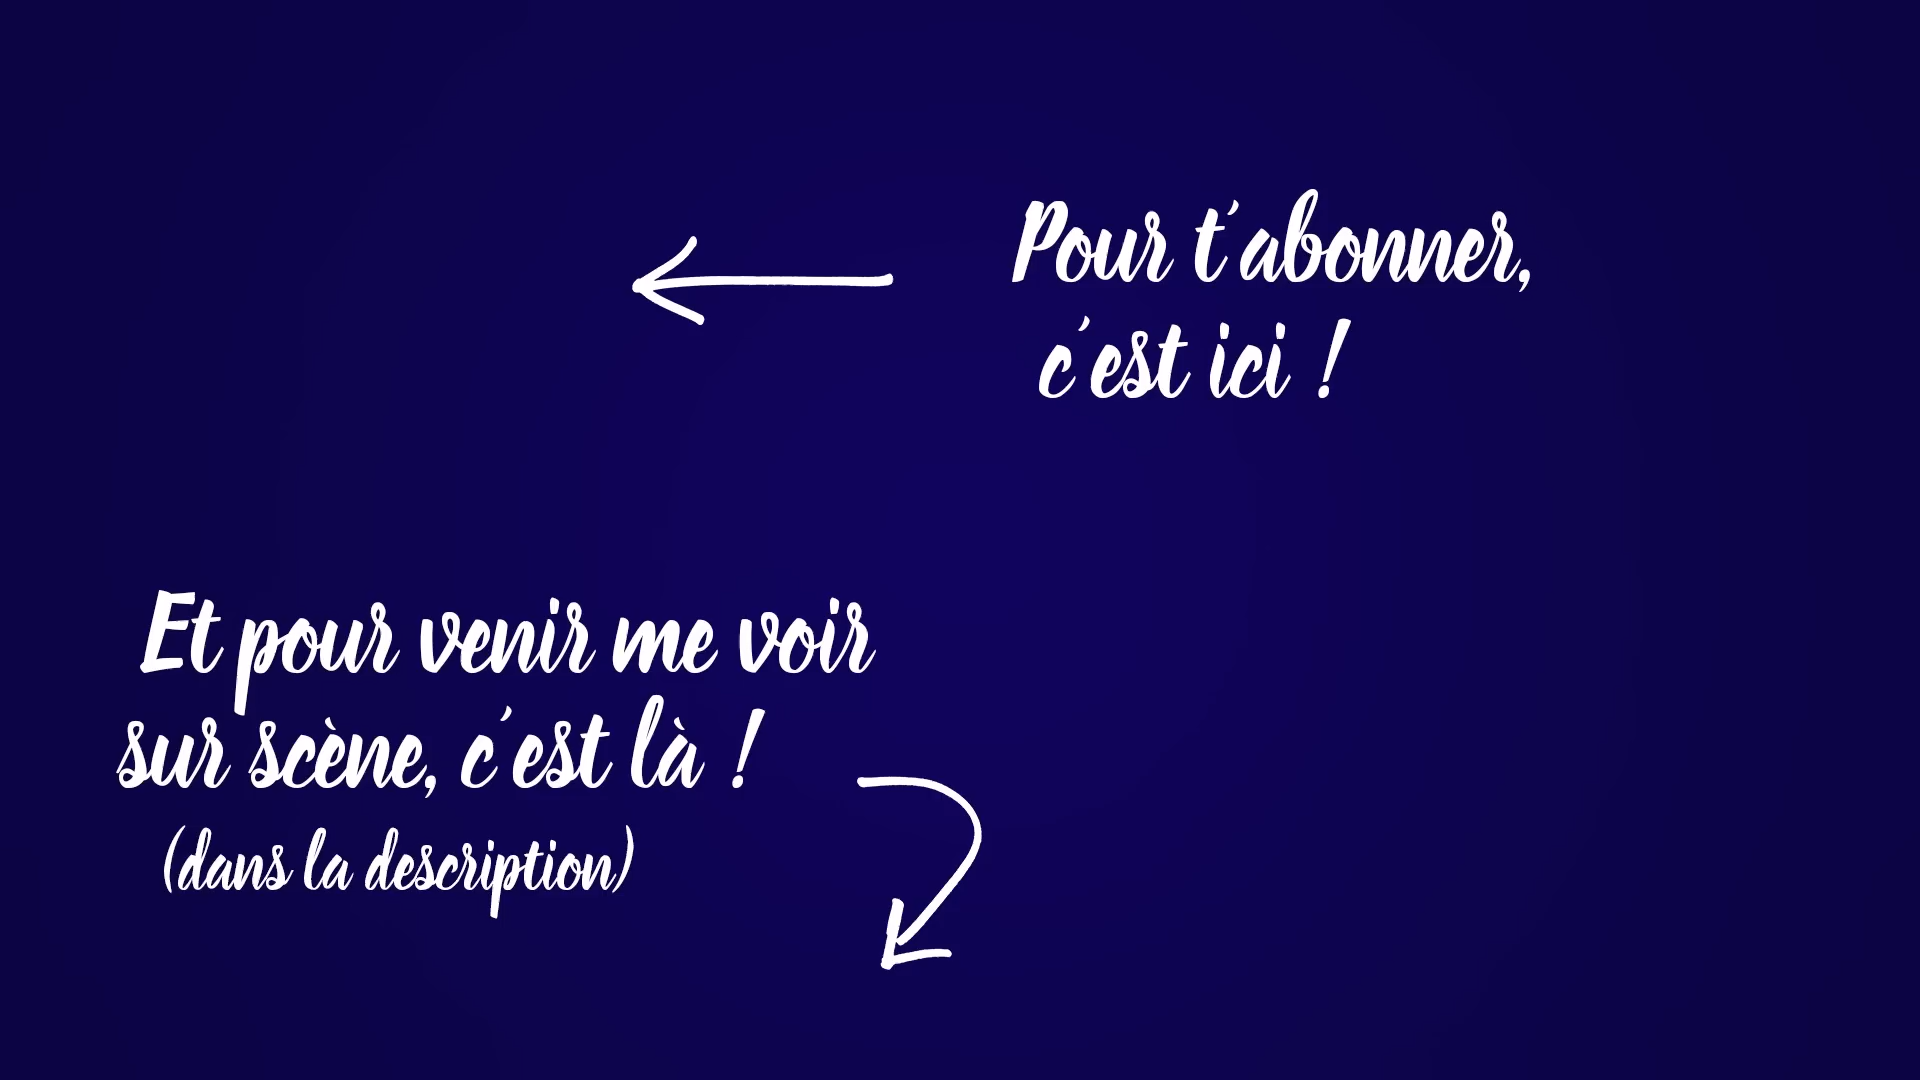 Pour t'abonner,
c'est ici !
Et pour venir me voir
sur scène, c'est là !
(dans la description)